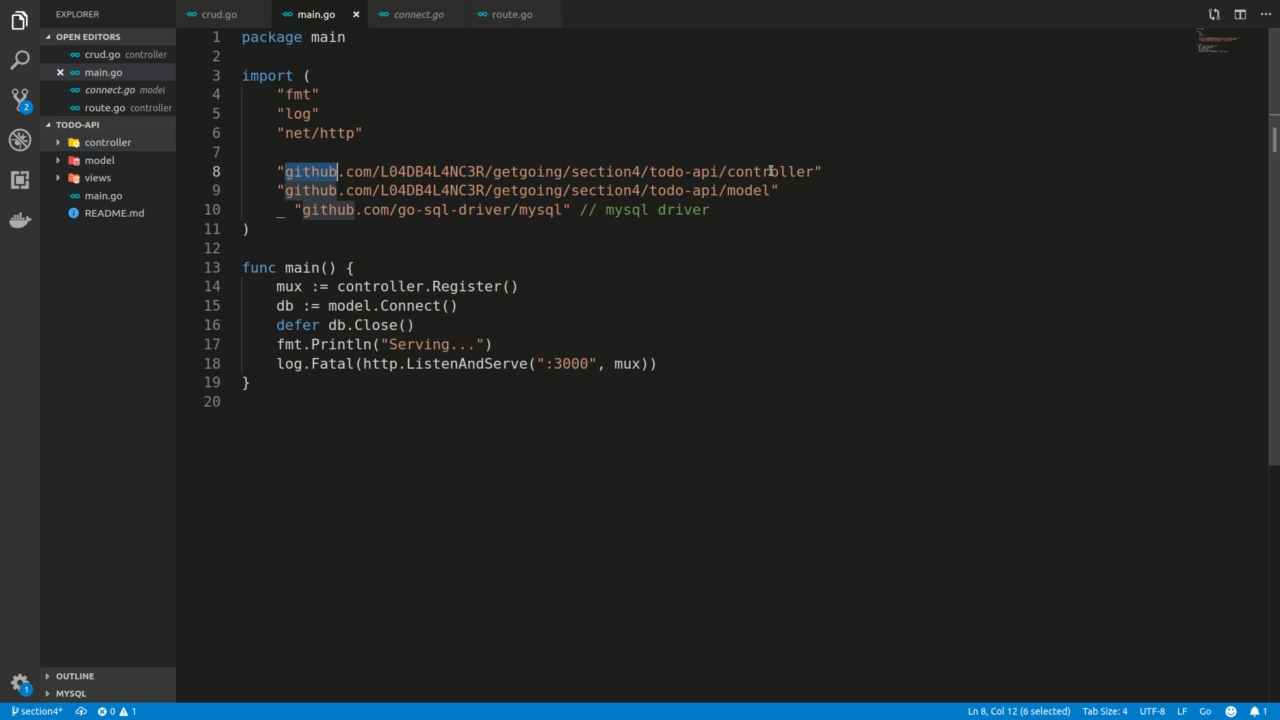 EXPLORER
OPEN EDITORS
crud.go controller
main.go
connect.go model
route.go controller
TODO-API
controller
model
views
main.go
README.md
OUTLINE
MYSQL
2
1
crud.go
main.go
connect.go
route.go
1 package main
2
3 import (
4 "fmt"
5 "log"
6 "net/http"
7
8 "github.com/L04DB4L4NC3R/getgoing/section4/todo-api/controller"
9 "github.com/L04DB4L4NC3R/getgoing/section4/todo-api/model"
10 _ "github.com/go-sql-driver/mysql" // mysql driver
11 )
12
13 func main() {
14 mux := controller.Register()
15 db := model.Connect()
16 defer db.Close()
17 fmt.Println("Serving...")
18 log.Fatal(http.ListenAndServe(":3000", mux))
19 }
20
section4* 0 1 Ln 8, Col 12 (6 selected) Tab Size: 4 UTF-8 LF Go 1